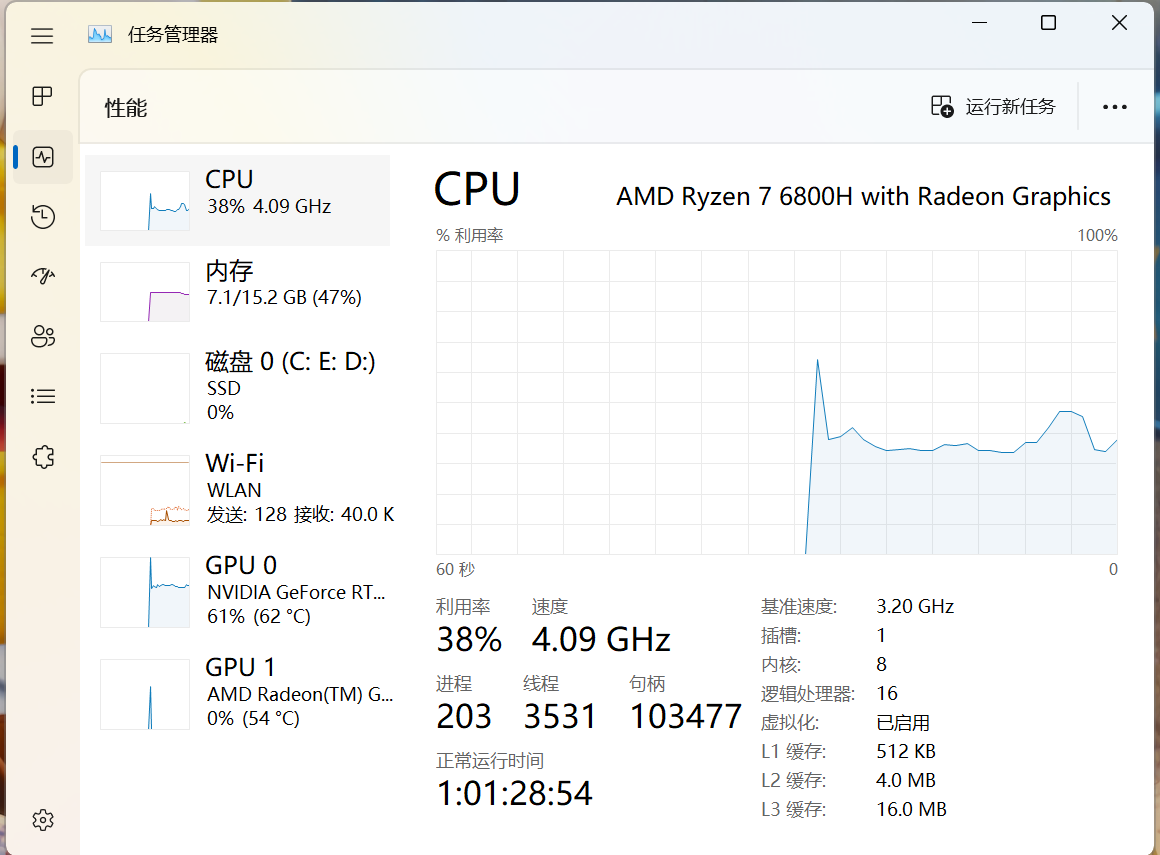 任务管理器
性能
运行新任务
CPU
38% 4.09 GHz
内存
7.1/15.2 GB (47%)
磁盘 0 (C: E: D:)
SSD
0%
Wi-Fi
WLAN
发送: 128 接收: 40.0 K
GPU 0
NVIDIA GeForce RT...
61% (62 °C)
GPU 1
AMD Radeon(TM) G...
0% (54 °C)
CPU
AMD Ryzen 7 6800H with Radeon Graphics
% 利用率
100%
60 秒
0
利用率
速度
38%
4.09 GHz
进程
线程
句柄
203
3531
103477
正常运行时间
1:01:28:54
基准速度: 3.20 GHz
插槽: 1
内核: 8
逻辑处理器: 16
虚拟化: 已启用
L1 缓存: 512 KB
L2 缓存: 4.0 MB
L3 缓存: 16.0 MB